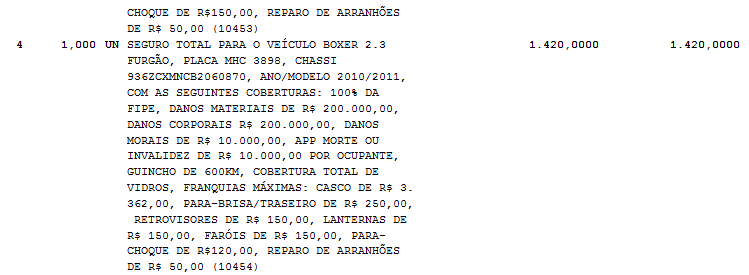 CHOQUE DE R$150,00, REPARO DE ARRANHÕES
DE R$ 50,00 (10453)
4 1,000 UN SEGURO TOTAL PARA O VEÍCULO BOXER 2.3 1.420,0000 1.420,0000
FURGÃO, PLACA MHC 3898, CHASSI
936ZCXMNCB2060870, ANO/MODELO 2010/2011,
COM AS SEGUINTES COBERTURAS: 100% DA
FIPE, DANOS MATERIAIS DE R$ 200.000,00,
DANOS CORPORAIS R$ 200.000,00, DANOS
MORAIS DE R$ 10.000,00, APP MORTE OU
INVALIDEZ DE R$ 10.000,00 POR OCUPANTE,
GUINCHO DE 600KM, COBERTURA TOTAL DE
VIDROS, FRANQUIAS MÁXIMAS: CASCO DE R$ 3.
362,00, PARA-BRISA/TRASEIRO DE R$ 250,00,
RETROVISORES DE R$ 150,00, LANTERNAS DE
R$ 150,00, FARÓIS DE R$ 150,00, PARA-
CHOQUE DE R$120,00, REPARO DE ARRANHÕES
DE R$ 50,00 (10454)